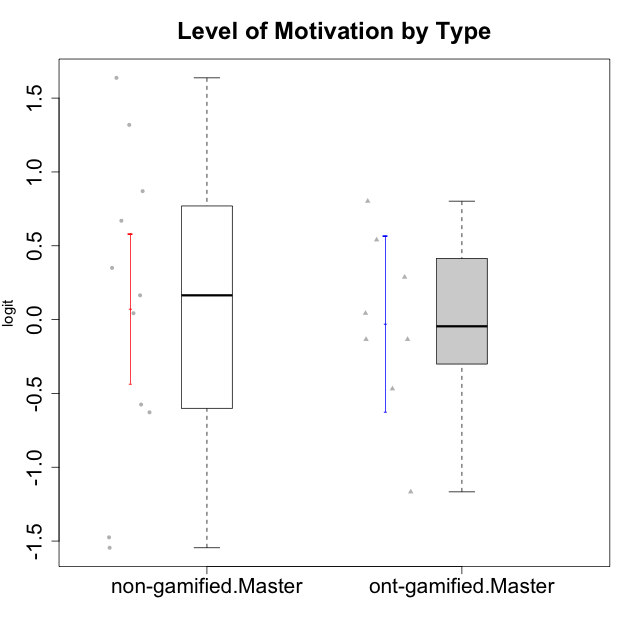 Level of Motivation by Type
1.5
1.0
0.5
0.0
-0.5
-1.0
-1.5
logit
non-gamified.Master
ont-gamified.Master